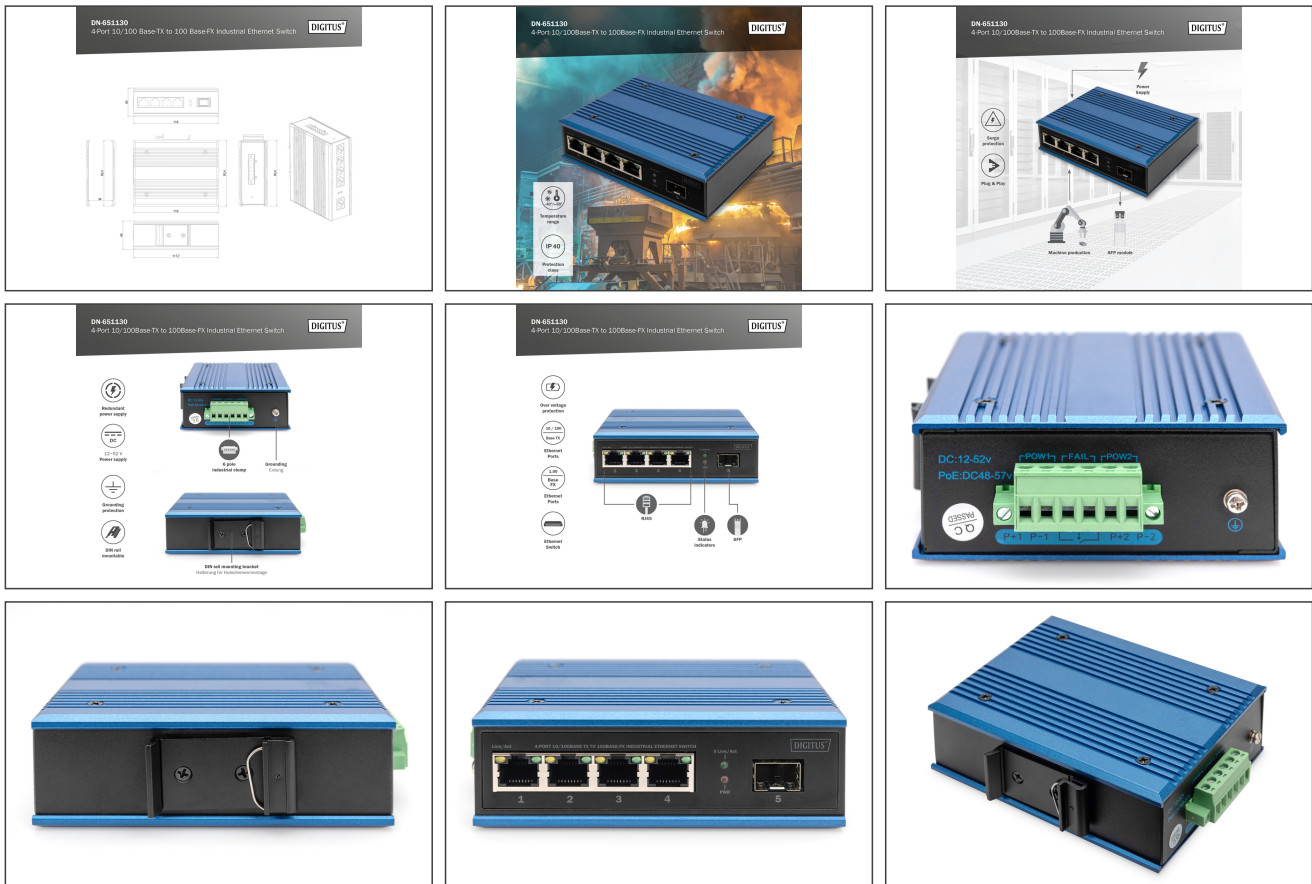 DN-651130
4-Port 10/100 Base-TX to 100 Base-FX Industrial Ethernet Switch
DIGITUS®
DN-651130
4-Port 10/100Base-TX to 100Base-FX Industrial Ethernet Switch
DIGITUS®
Temperature
range
IP 40
Protection
class
DN-651130
4-Port 10/100Base-TX to 100Base-FX Industrial Ethernet Switch
DIGITUS®
Power
Supply
Surge
protection
Plug & Play
Machine production
SFP module
DN-651130
4-Port 10/100Base-TX to 100Base-FX Industrial Ethernet Switch
DIGITUS®
Redundant
power supply
DC
12–52 V
Power supply
Grounding
protection
DIN rail
mountable
6 pole
industrial clump
Grounding
Erdung
DIN rail mounting bracket
Halterung für Hutschienenmontage
DN-651130
4-Port 10/100Base-TX to 100Base-FX Industrial Ethernet Switch
DIGITUS®
Over voltage
protection
10 / 100
Base TX
Ethernet
Ports
1.00
Base
FX
Ethernet
Ports
Ethernet
Switch
RJ45
Status
indicators
SFP
DC:12-52v
PoE:DC48-57v
POW1 FAIL POW2
QC
PASSED
P+1 P-1 P+2 P-2
Link/Act 4-PORT 10/100BASE TX TO 100BASE-FX INDUSTRIAL ETHERNET SWITCH
5 Link/Act
DIGITUS
PWR
1 2 3 4 5